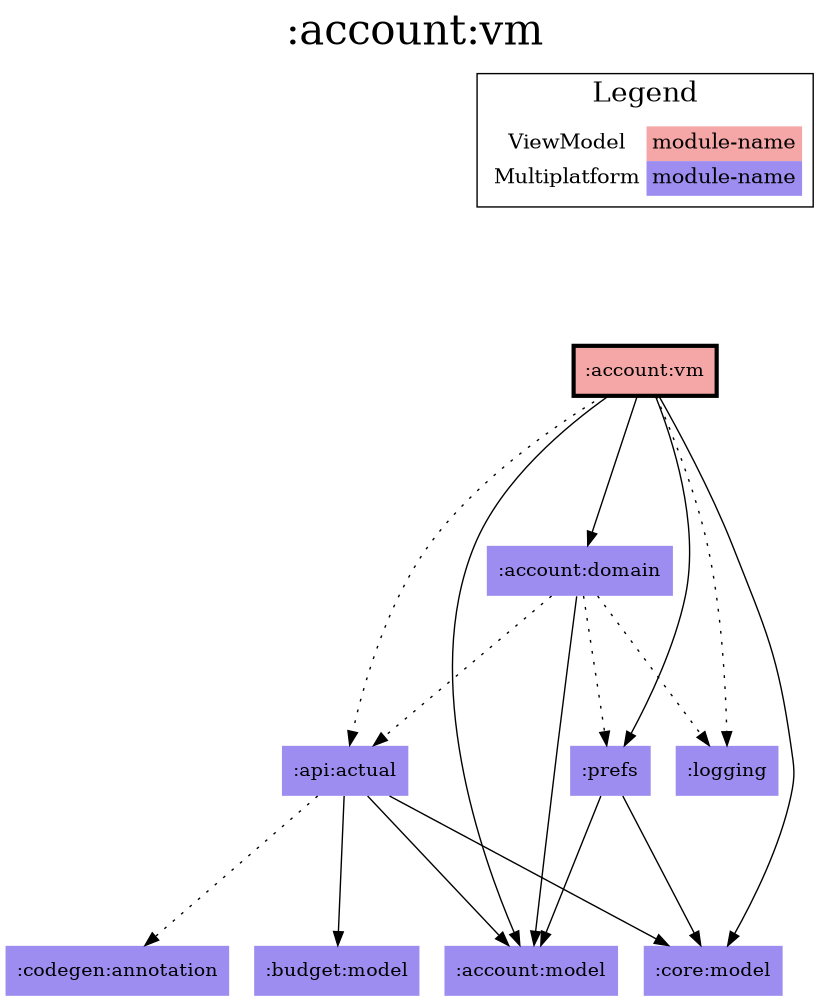 :account:vm
Legend
ViewModel module-name
Multiplatform module-name
:account:vm
:account:domain
:api:actual :prefs :logging
:codegen:annotation :budget:model :account:model :core:model